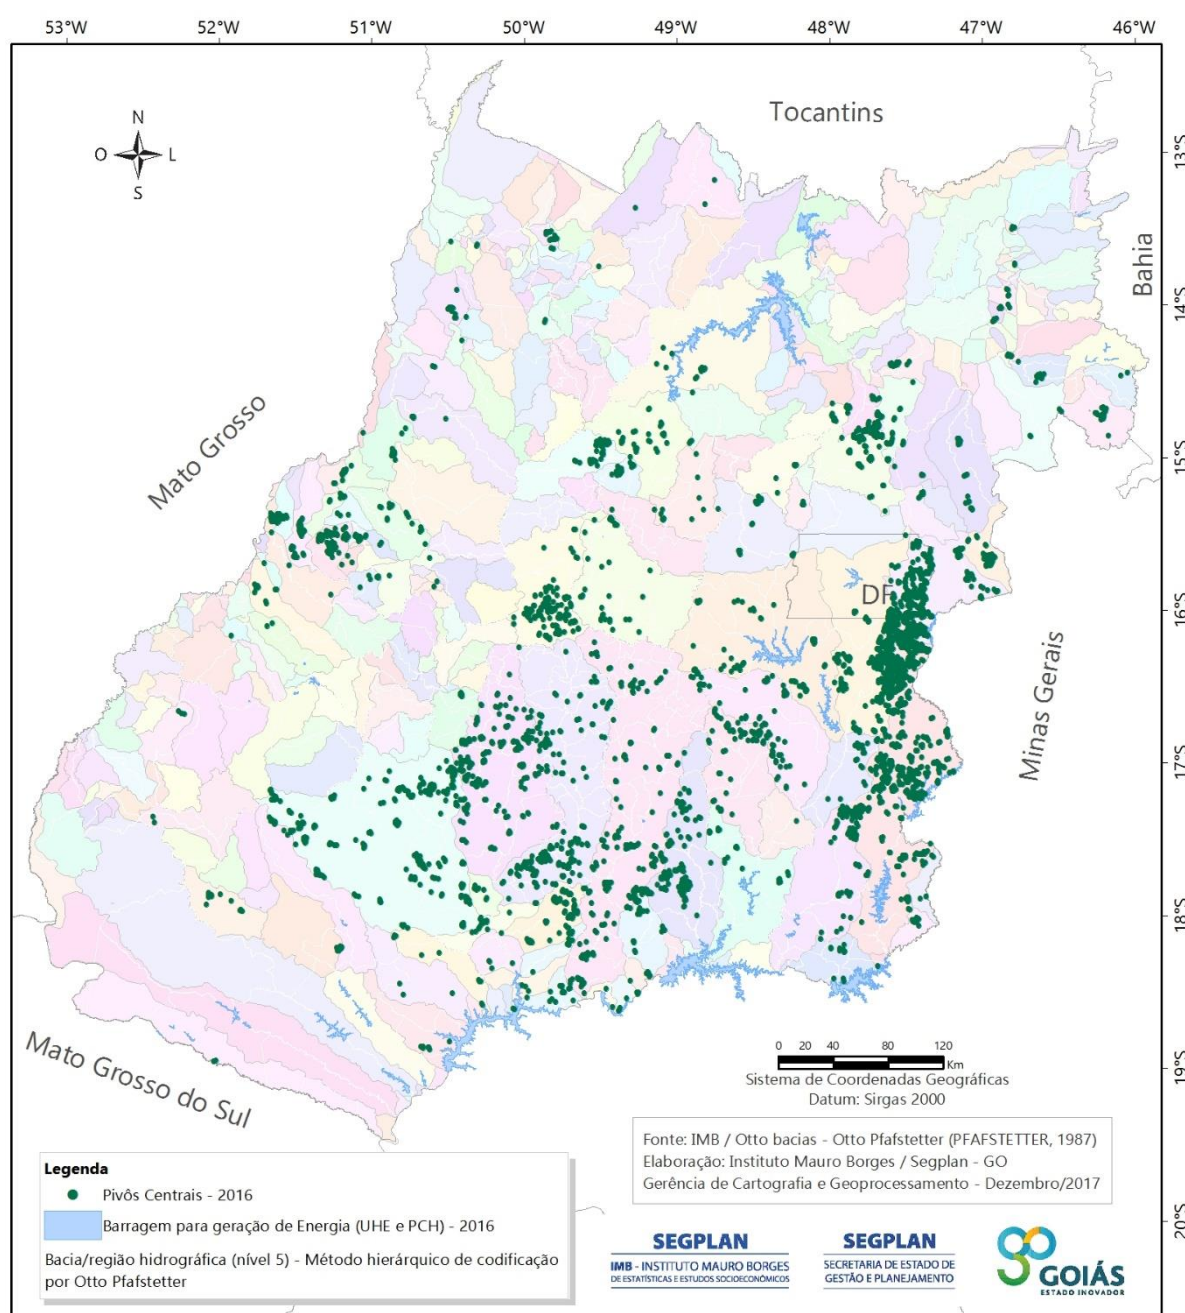 53°W 52°W 51°W 50°W 49°W 48°W 47°W 46°W
Tocantins
N
O L
S
13°S
Bahia
14°S
Mato Grosso
15°S
DF
16°S
Minas Gerais
17°S
18°S
Mato Grosso do Sul
0 20 40 80 120
Km
19°S
Sistema de Coordenadas Geográficas
Datum: Sirgas 2000
Fonte: IMB / Otto bacias - Otto Pfafstetter (PFAFSTETTER, 1987)
Elaboração: Instituto Mauro Borges / Segplan - GO
Gerência de Cartografia e Geoprocessamento - Dezembro/2017
Legenda
Pivôs Centrais - 2016
Barragem para geração de Energia (UHE e PCH) - 2016
Bacia/região hidrográfica (nível 5) - Método hierárquico de codificação
por Otto Pfafstetter
20°S
SEGPLAN
IMB - INSTITUTO MAURO BORGES
DE ESTATÍSTICAS E ESTUDOS SOCIOECONÔMICOS
SEGPLAN
SECRETARIA DE ESTADO DE
GESTÃO E PLANEJAMENTO
GOIÁS
ESTADO INOVADOR